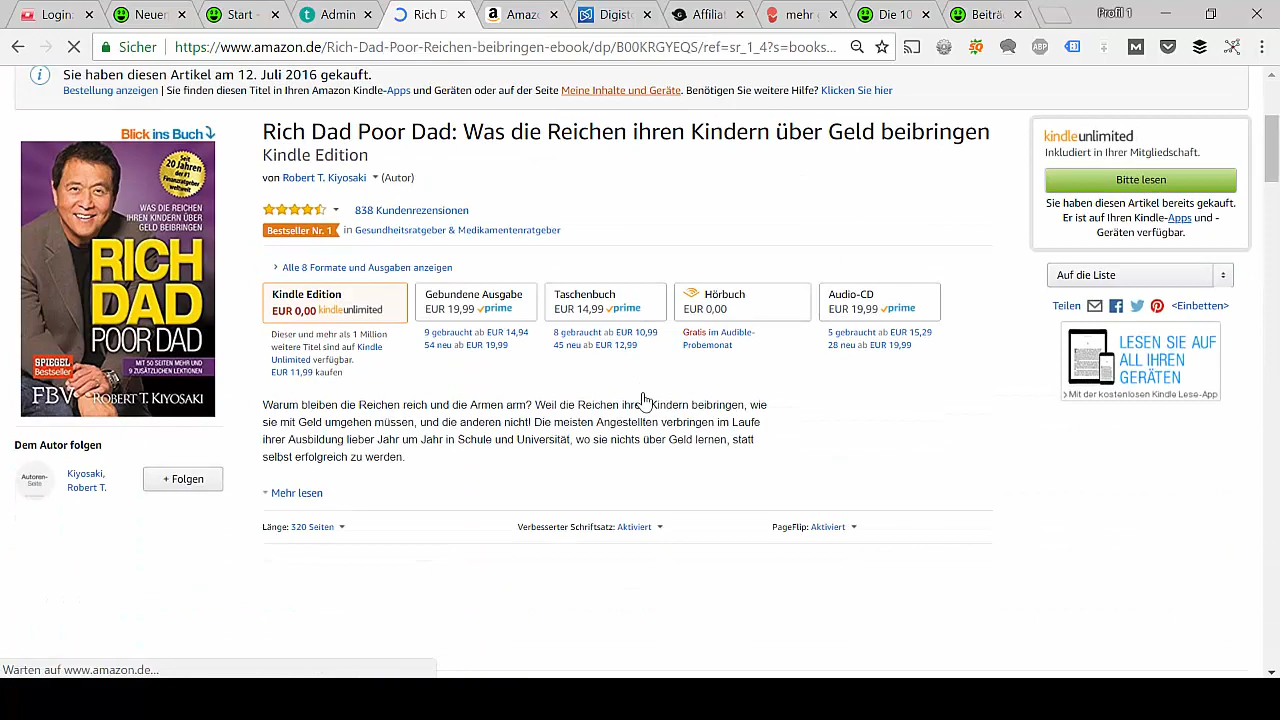 Login:
Neuer
Start -
Admin
Rich D
Amazo
Digist
Affiliat
mehr g
Die 10
Beiträ
Profil 1
Sicher
https://www.amazon.de/Rich-Dad-Poor-Reichen-beibringen-ebook/dp/B00KRGYEQS/ref=sr_1_4?s=books...
Sie haben diesen Artikel am 12. Juli 2016 gekauft.
Bestellung anzeigen | Sie finden diesen Titel in Ihren Amazon Kindle-Apps und Geräten oder auf der Seite Meine Inhalte und Geräte. Benötigen Sie weitere Hilfe? Klicken Sie hier
Blick ins Buch
Seit 20 Jahren der #1 Finanzratgeber weltweit
WAS DIE REICHEN
IHREN KINDERN ÜBER
GELD BEIBRINGEN
RICH
DAD
POOR DAD
SPIEGEL
Bestseller
MIT 50 SEITEN MEHR UND
9 ZUSÄTZLICHEN LEKTIONEN
FBV
ROBERT T. KIYOSAKI
Dem Autor folgen
Autoren-
Seite
Kiyosaki,
Robert T.
+ Folgen
Rich Dad Poor Dad: Was die Reichen ihren Kindern über Geld beibringen
Kindle Edition
von Robert T. Kiyosaki (Autor)
838 Kundenrezensionen
Bestseller Nr. 1 in Gesundheitsratgeber & Medikamentenratgeber
Alle 8 Formate und Ausgaben anzeigen
Kindle Edition
EUR 0,00 kindleunlimited
Dieser und mehr als 1 Million
weitere Titel sind auf Kindle
Unlimited verfügbar.
EUR 11,99 kaufen
Gebundene Ausgabe
EUR 19,99 prime
9 gebraucht ab EUR 14,94
54 neu ab EUR 19,99
Taschenbuch
EUR 14,99 prime
8 gebraucht ab EUR 10,99
45 neu ab EUR 12,99
Hörbuch
EUR 0,00
Gratis im Audible-
Probemonat
Audio-CD
EUR 19,99 prime
5 gebraucht ab EUR 15,29
28 neu ab EUR 19,99
Warum bleiben die Reichen reich und die Armen arm? Weil die Reichen ihren Kindern beibringen, wie
sie mit Geld umgehen müssen, und die anderen nicht! Die meisten Angestellten verbringen im Laufe
ihrer Ausbildung lieber Jahr um Jahr in Schule und Universität, wo sie nichts über Geld lernen, statt
selbst erfolgreich zu werden.
Mehr lesen
Länge: 320 Seiten
Verbesserter Schriftsatz: Aktiviert
PageFlip: Aktiviert
kindleunlimited
Inkludiert in Ihrer Mitgliedschaft.
Bitte lesen
Sie haben diesen Artikel bereits gekauft.
Er ist auf Ihren Kindle-Apps und -
Geräten verfügbar.
Auf die Liste
Teilen
<Einbetten>
LESEN SIE AUF
ALL IHREN
GERÄTEN
Mit der kostenlosen Kindle Lese-App
Warten auf www.amazon.de...